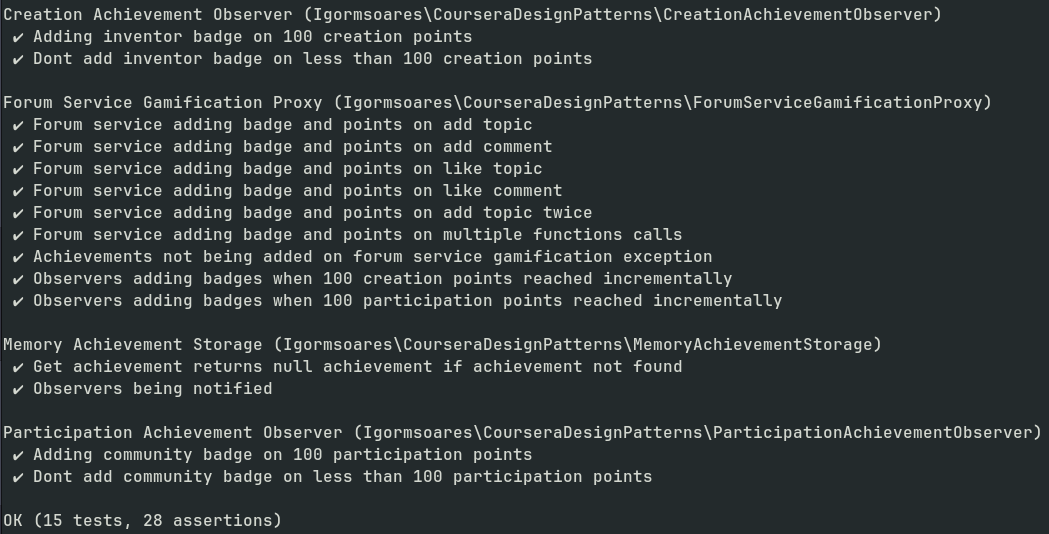 Creation Achievement Observer (Igormsoares\CourseraDesignPatterns\CreationAchievementObserver)
✔ Adding inventor badge on 100 creation points
✔ Dont add inventor badge on less than 100 creation points
Forum Service Gamification Proxy (Igormsoares\CourseraDesignPatterns\ForumServiceGamificationProxy)
✔ Forum service adding badge and points on add topic
✔ Forum service adding badge and points on add comment
✔ Forum service adding badge and points on like topic
✔ Forum service adding badge and points on like comment
✔ Forum service adding badge and points on add topic twice
✔ Forum service adding badge and points on multiple functions calls
✔ Achievements not being added on forum service gamification exception
✔ Observers adding badges when 100 creation points reached incrementally
✔ Observers adding badges when 100 participation points reached incrementally
Memory Achievement Storage (Igormsoares\CourseraDesignPatterns\MemoryAchievementStorage)
✔ Get achievement returns null achievement if achievement not found
✔ Observers being notified
Participation Achievement Observer (Igormsoares\CourseraDesignPatterns\ParticipationAchievementObserver)
✔ Adding community badge on 100 participation points
✔ Dont add community badge on less than 100 participation points
OK (15 tests, 28 assertions)